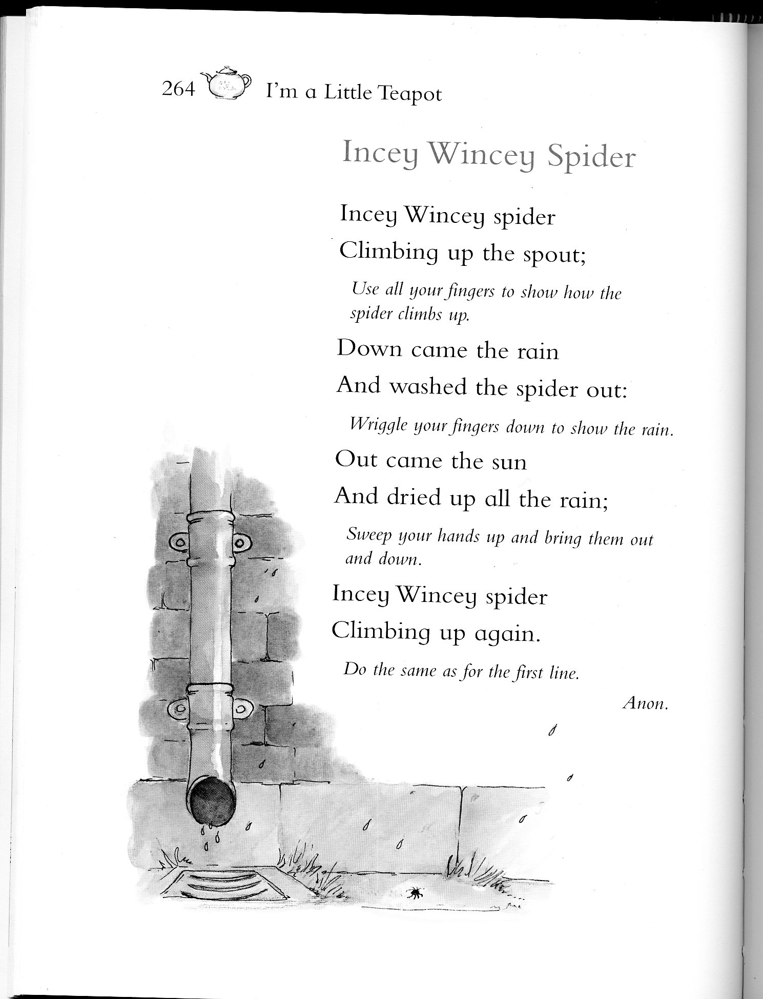 264 I'm a Little Teapot
Incey Wincey Spider
Incey Wincey spider
Climbing up the spout;
Use all your fingers to show how the
spider climbs up.
Down came the rain
And washed the spider out:
Wriggle your fingers down to show the rain.
Out came the sun
And dried up all the rain;
Sweep your hands up and bring them out
and down.
Incey Wincey spider
Climbing up again.
Do the same as for the first line.
Anon.